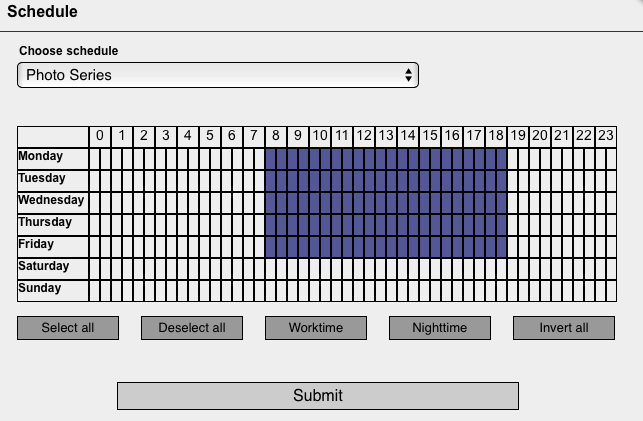 Schedule
Choose schedule
Photo Series
0 1 2 3 4 5 6 7 8 9 10 11 12 13 14 15 16 17 18 19 20 21 22 23
Monday
Tuesday
Wednesday
Thursday
Friday
Saturday
Sunday
Select all Deselect all Worktime Nighttime Invert all
Submit